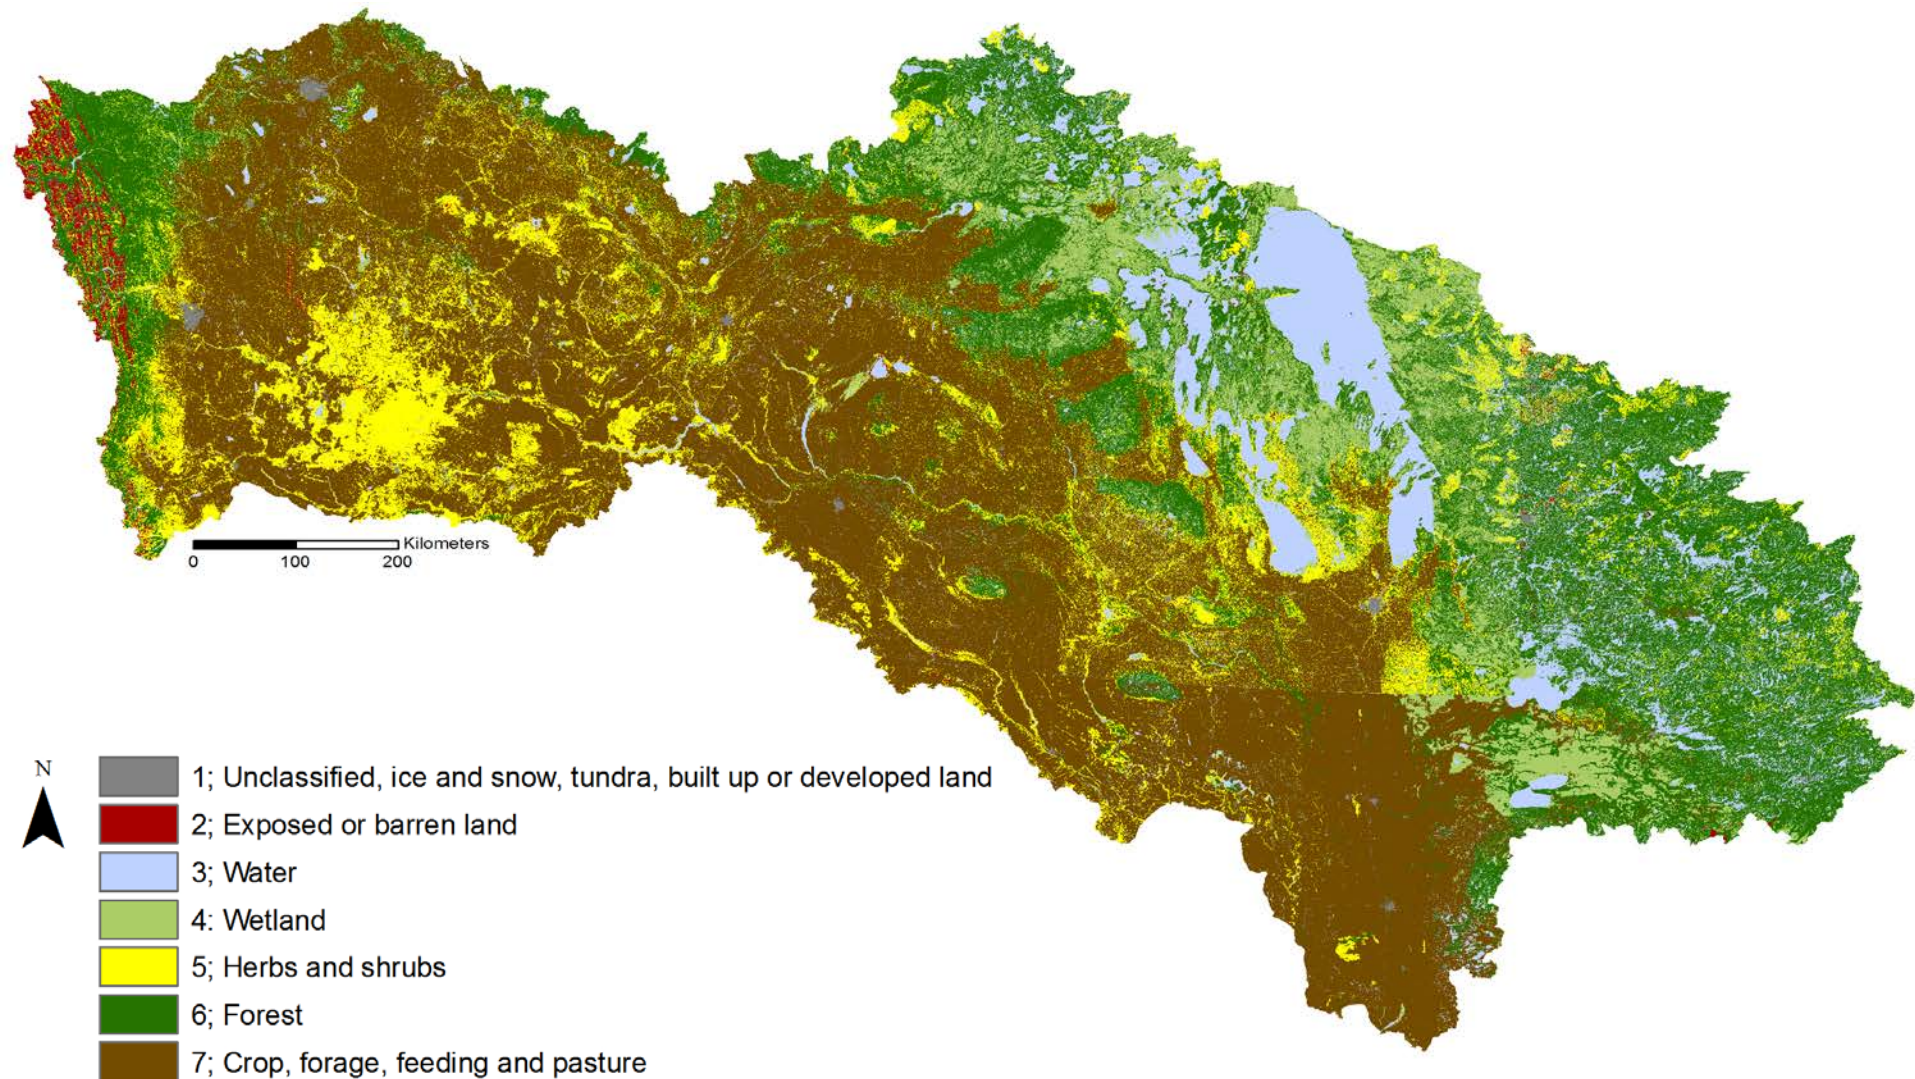 Kilometers
0 100 200
N
1; Unclassified, ice and snow, tundra, built up or developed land
2; Exposed or barren land
3; Water
4: Wetland
5; Herbs and shrubs
6; Forest
7; Crop, forage, feeding and pasture